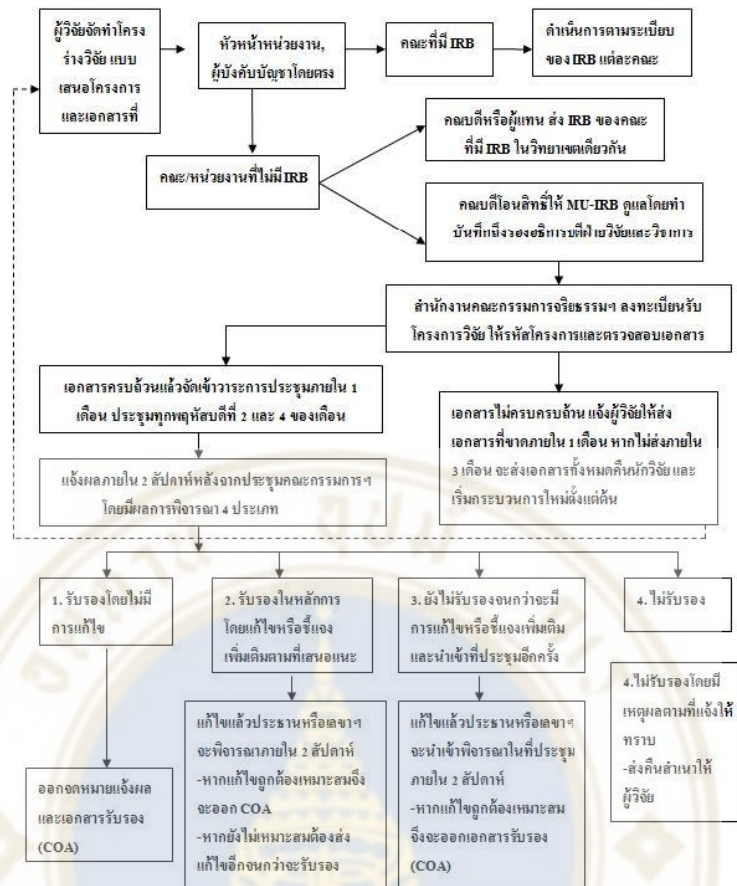 ผู้วิจัยจัดทำโครง
ร่างวิจัย แบบ
เสนอโครงการ
และเอกสารที่
หัวหน้าหน่วยงาน,
ผู้บังคับบัญชาโดยตรง
คณะที่มี IRB
ดำเนินการตามระเบียบ
ของ IRB แต่ละคณะ
คณะ/หน่วยงานที่ไม่มี IRB
คณบดีหรือผู้แทน ส่ง IRB ของคณะ
ที่มี IRB ในวิทยาเขตเดียวกัน
คณบดีโอนสิทธิ์ให้ MU-IRB ดูแลโดยทำ
บันทึกถึงรองอธิการบดีฝ่ายวิจัยและวิชาการ
สำนักงานคณะกรรมการจริยธรรมฯ ลงทะเบียนรับ
โครงการวิจัย ให้รหัสโครงการและตรวจสอบเอกสาร
เอกสารครบถ้วนแล้วจัดเข้าวาระการประชุมภายใน 1
เดือน ประชุมทุกพฤหัสบดีที่ 2 และ 4 ของเดือน
เอกสารไม่ครบครบถ้วน แจ้งผู้วิจัยให้ส่ง
เอกสารที่ขาดภายใน 1 เดือน หากไม่ส่งภายใน
3 เดือน จะส่งเอกสารทั้งหมดคืนนักวิจัย และ
เริ่มกระบวนการใหม่ตั้งแต่ต้น
แจ้งผลภายใน 2 สัปดาห์หลังจากประชุมคณะกรรมการฯ
โดยมีผลการพิจารณา 4 ประเภท
1. รับรองโดยไม่มี
การแก้ไข
2. รับรองในหลักการ
โดยแก้ไขหรือชี้แจง
เพิ่มเติมตามที่เสนอแนะ
3. ยังไม่รับรองจนกว่าจะมี
การแก้ไขหรือชี้แจงเพิ่มเติม
และนำเข้าที่ประชุมอีกครั้ง
4. ไม่รับรอง
4.ไม่รับรองโดยมี
เหตุผลตามที่แจ้งให้
ทราบ
-ส่งคืนสำเนาให้
ผู้วิจัย
ออกจดหมายแจ้งผล
และเอกสารรับรอง
(COA)
แก้ไขแล้วประธานหรือเลขาฯ
จะพิจารณาภายใน 2 สัปดาห์
-หากแก้ไขถูกต้องเหมาะสมจึง
จะออก COA
-หากยังไม่เหมาะสมต้องส่ง
แก้ไขอีกจนกว่าจะรับรอง
แก้ไขแล้วประธานหรือเลขาฯ
จะนำเข้าพิจารณาในที่ประชุม
ภายใน 2 สัปดาห์
-หากแก้ไขถูกต้องเหมาะสม
จึงจะออกเอกสารรับรอง
(COA)